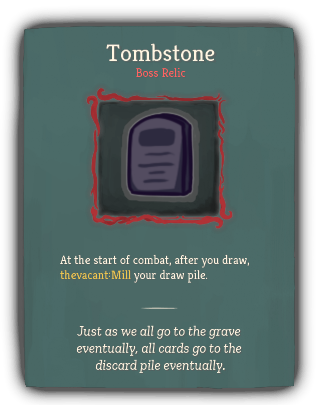 Tombstone
Boss Relic
At the start of combat, after you draw,
thevacant:Mill your draw pile.
Just as we all go to the grave
eventually, all cards go to the
discard pile eventually.